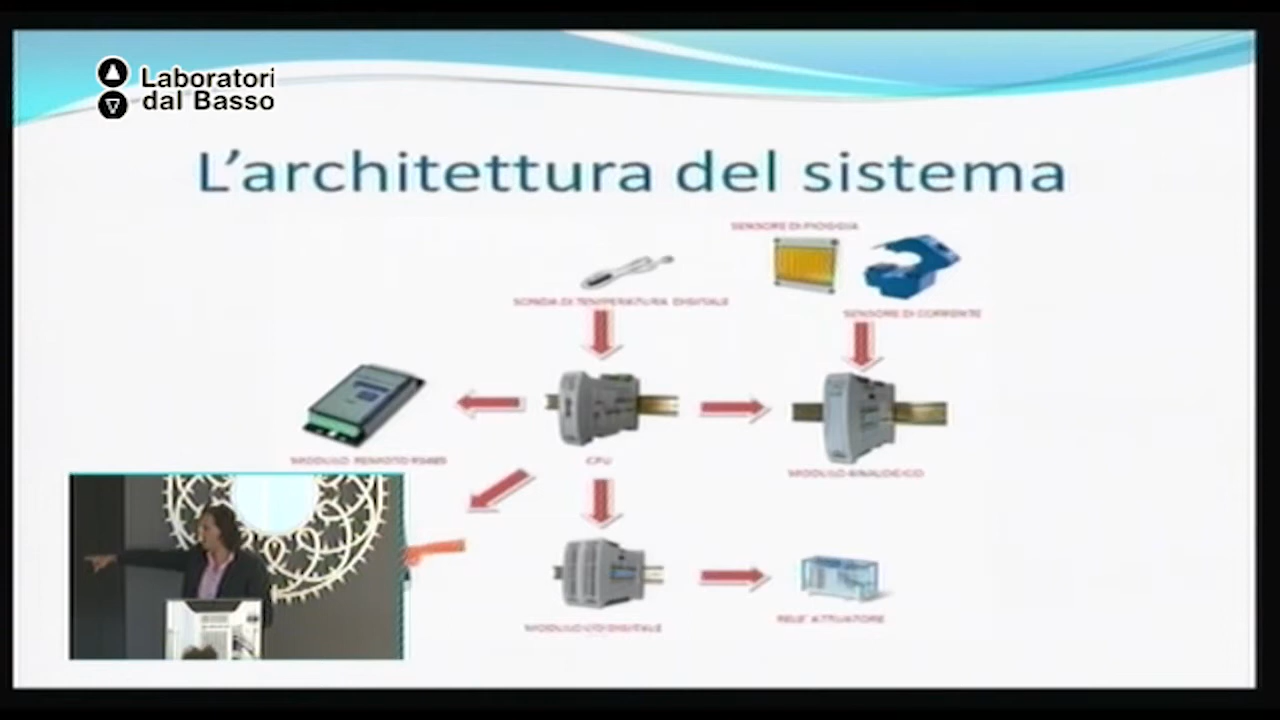 Laboratori
dal Basso
L'architettura del sistema
SENSORE DI PIOGGIA
SONDA DI TEMPERATURA DIGITALE
SENSORE DI CORRENTE
MODULO REMOTO RS485
CPU
MODULO ANALOGICO
MODULO I/O DIGITALE
RELE' ATTUATORE